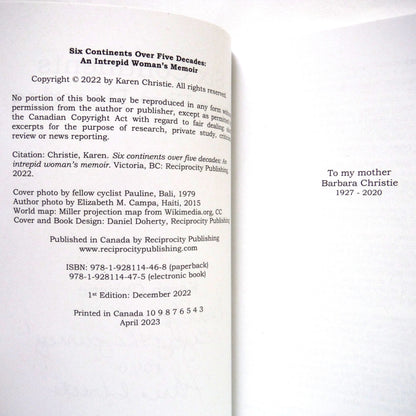 Six Continents Over Five Decades:
An Intrepid Woman's Memoir
Copyright © 2022 by Karen Christie. All rights reserved.
No portion of this book may be reproduced in any form without
permission from the author or publisher, except as permitted
the Canadian Copyright Act with regard to fair dealing
excerpts for the purpose of research, private study,
review or news reporting.
Citation: Christie, Karen. Six continents over five decades: An
intrepid woman's memoir. Victoria, BC: Reciprocity Publishing
2022.
Cover photo by fellow cyclist Pauline, Bali, 1979
Author photo by Elizabeth M. Campa, Haiti, 2015
World map: Miller projection map from Wikimedia.org, CC
Cover and Book Design: Daniel Doherty, Reciprocity Publishing
Published in Canada by Reciprocity Publishing
www.reciprocitypublishing.com
ISBN: 978-1-928114-46-8 (paperback)
978-1-928114-47-5 (electronic book)
1st Edition: December 2022
Printed in Canada 10 9 8 7 6 5 4 3
April 2023
To my mother
Barbara Christie
1927 - 2020